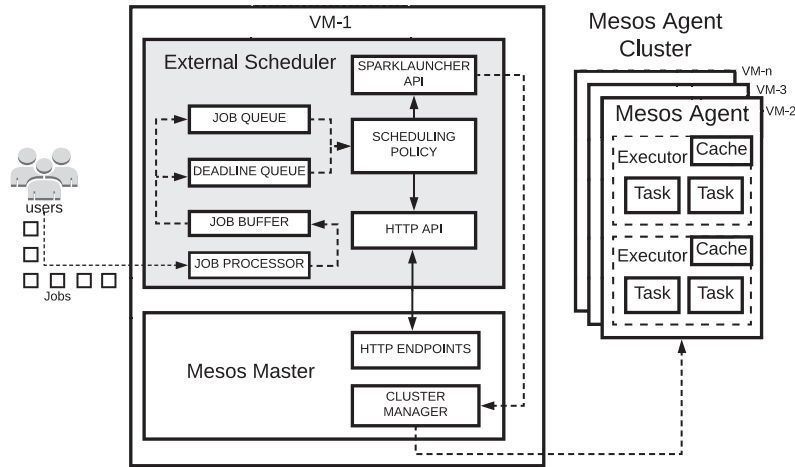 VM-1
External Scheduler
SPARKLAUNCHER
API
JOB QUEUE
SCHEDULING
POLICY
DEADLINE QUEUE
JOB BUFFER
HTTP API
JOB PROCESSOR
users
Jobs
Mesos Master
HTTP ENDPOINTS
CLUSTER
MANAGER
Mesos Agent
Cluster
VM-n
VM-3
VM-2
Mesos Agent
Executor
Cache
Task
Task
Executor
Cache
Task
Task